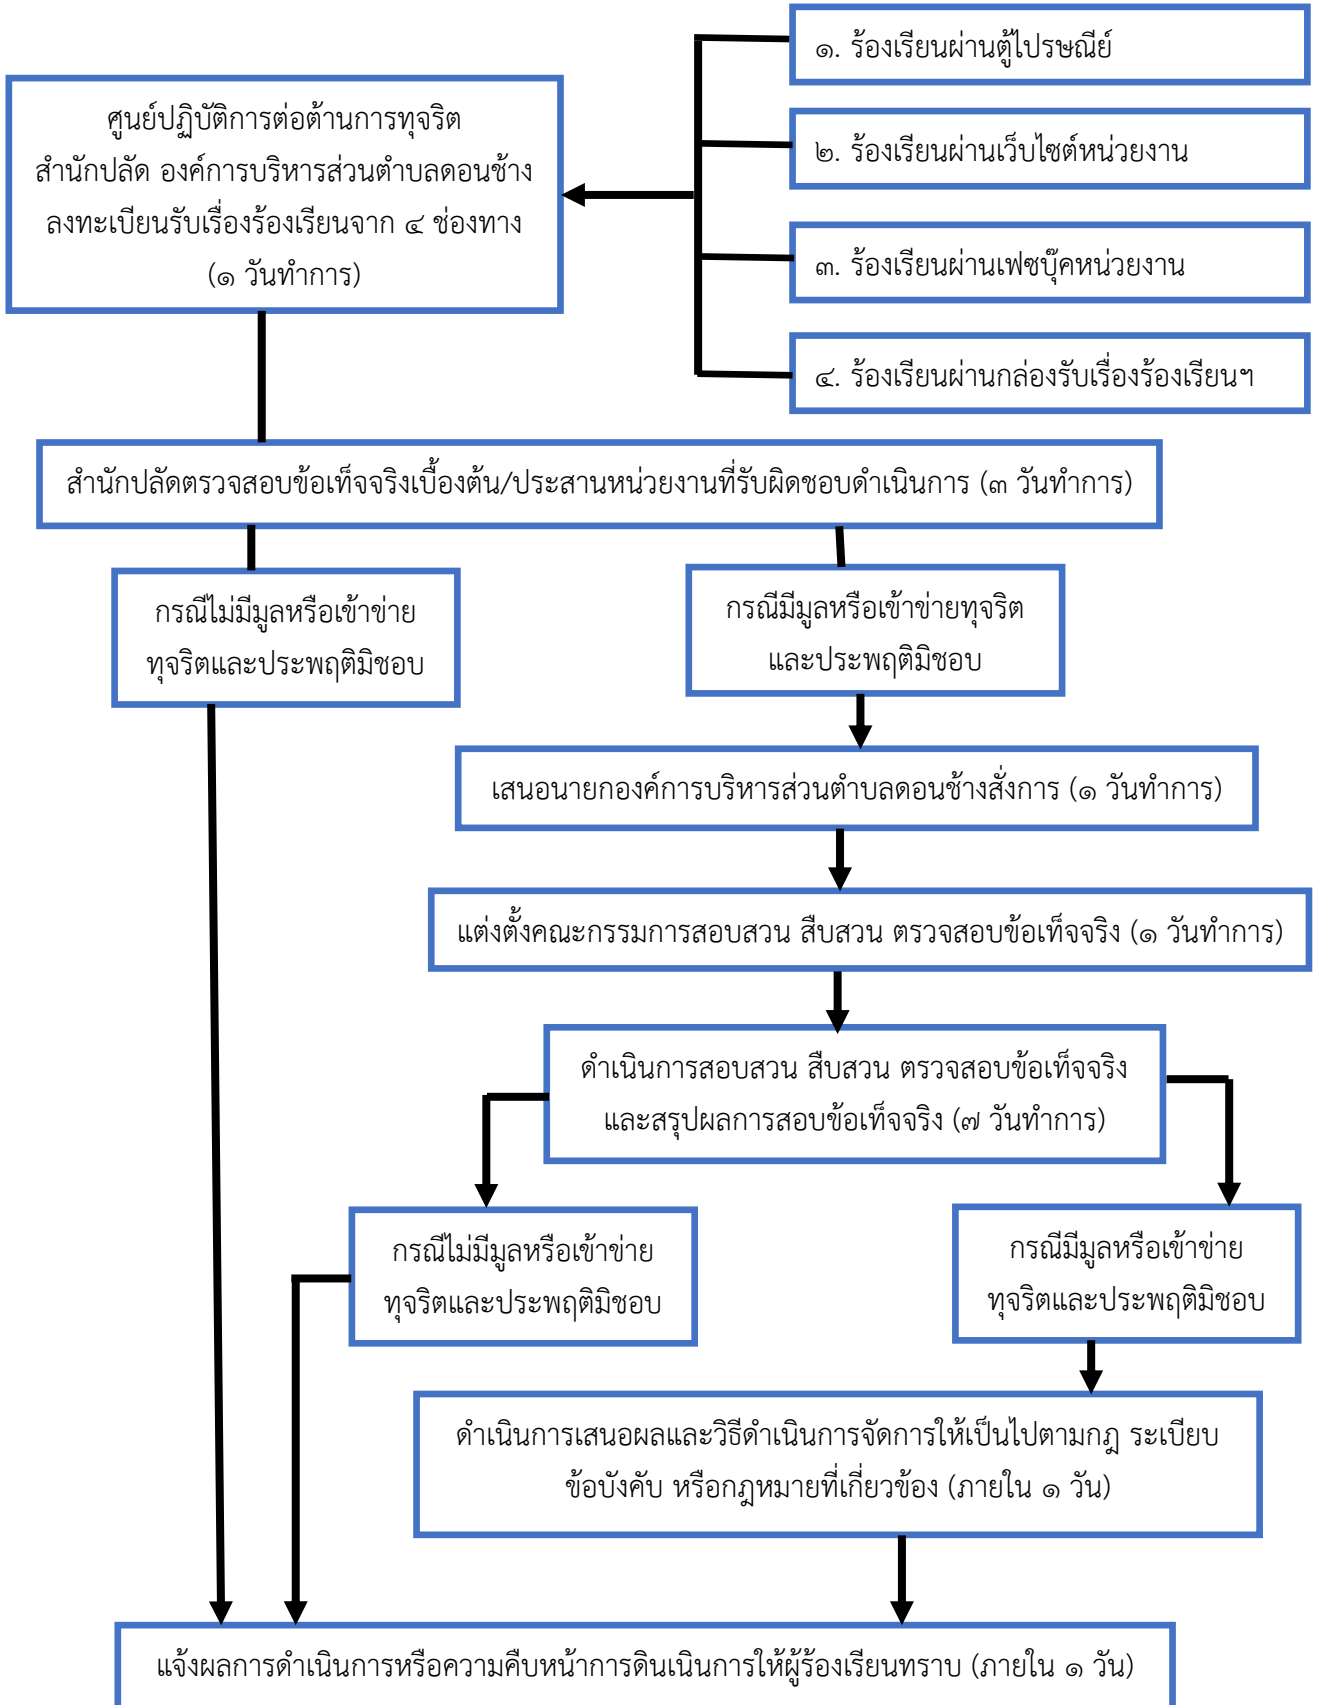 ๑. ร้องเรียนผ่านตู้ไปรษณีย์
ศูนย์ปฏิบัติการต่อต้านการทุจริต
สำนักปลัด องค์การบริหารส่วนตำบลดอนช้าง
ลงทะเบียนรับเรื่องร้องเรียนจาก ๔ ช่องทาง
(๑ วันทำการ)
๒. ร้องเรียนผ่านเว็บไซต์หน่วยงาน
๓. ร้องเรียนผ่านเฟซบุ๊คหน่วยงาน
๔. ร้องเรียนผ่านกล่องรับเรื่องร้องเรียนฯ
สำนักปลัดตรวจสอบข้อเท็จจริงเบื้องต้น/ประสานหน่วยงานที่รับผิดชอบดำเนินการ (๓ วันทำการ)
กรณีไม่มีมูลหรือเข้าข่าย
ทุจริตและประพฤติมิชอบ
กรณีมีมูลหรือเข้าข่ายทุจริต
และประพฤติมิชอบ
เสนอนายกองค์การบริหารส่วนตำบลดอนช้างสั่งการ (๑ วันทำการ)
แต่งตั้งคณะกรรมการสอบสวน สืบสวน ตรวจสอบข้อเท็จจริง (๑ วันทำการ)
ดำเนินการสอบสวน สืบสวน ตรวจสอบข้อเท็จจริง
และสรุปผลการสอบข้อเท็จจริง (๗ วันทำการ)
กรณีไม่มีมูลหรือเข้าข่าย
ทุจริตและประพฤติมิชอบ
กรณีมีมูลหรือเข้าข่าย
ทุจริตและประพฤติมิชอบ
ดำเนินการเสนอผลและวิธีดำเนินการจัดการให้เป็นไปตามกฎ ระเบียบ
ข้อบังคับ หรือกฎหมายที่เกี่ยวข้อง (ภายใน ๑ วัน)
แจ้งผลการดำเนินการหรือความคืบหน้าการดินเนินการให้ผู้ร้องเรียนทราบ (ภายใน ๑ วัน)